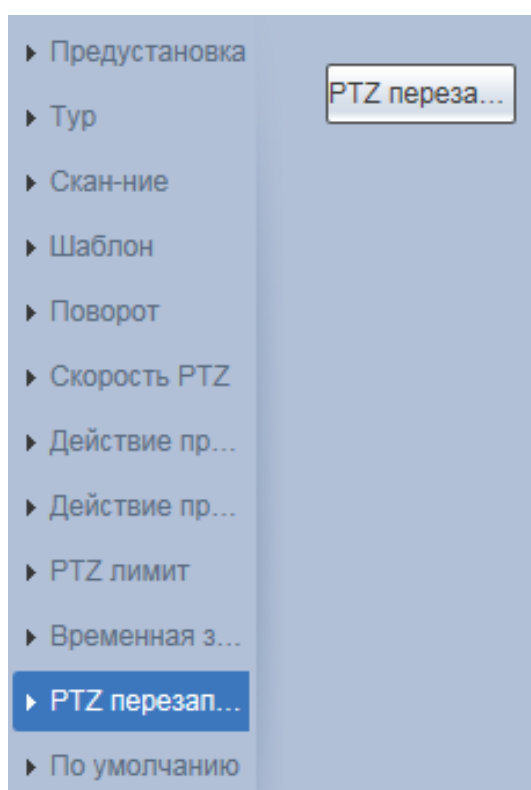 Предустановка
PTZ переза...
Тур
Скан-ние
Шаблон
Поворот
Скорость PTZ
Действие пр...
Действие пр...
PTZ лимит
Временная з...
PTZ перезап...
По умолчанию